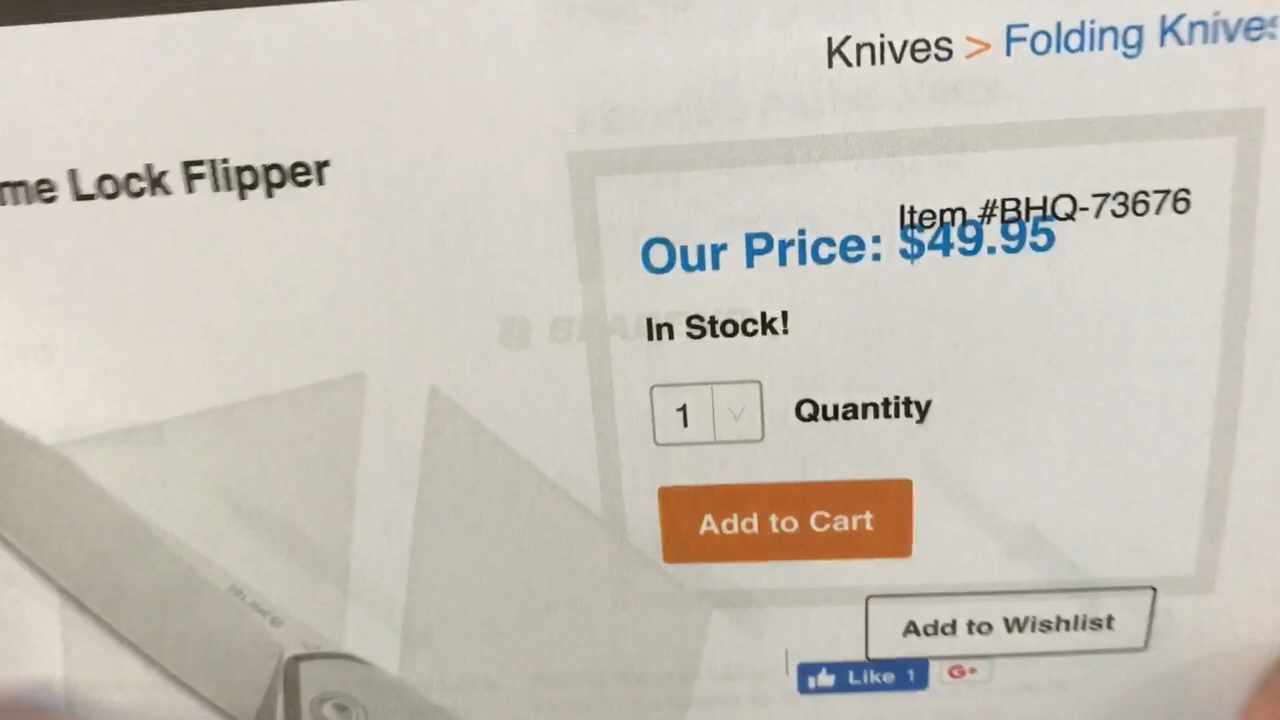 Knives > Folding Knives
me Lock Flipper
Item #BHQ-73676
Our Price: $49.95
In Stock!
1 Quantity
Add to Cart
Add to Wishlist
Like 1 G+